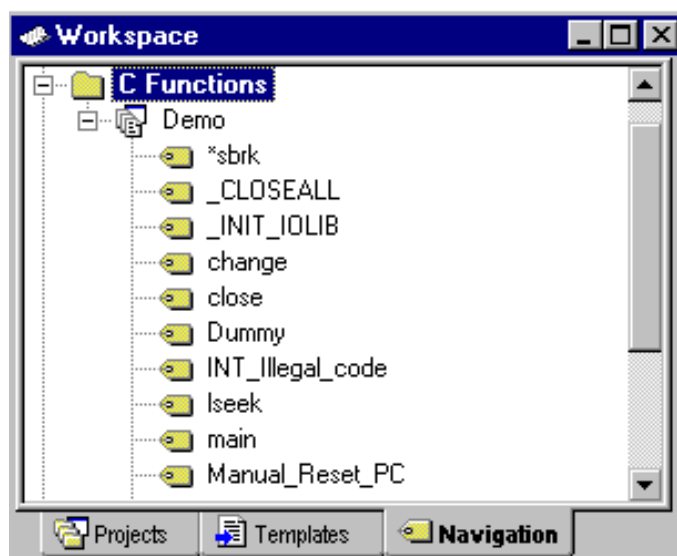 Workspace
C Functions
Demo
*sbrk
_CLOSEALL
_INIT_IOLIB
change
close
Dummy
INT_Illegal_code
lseek
main
Manual_Reset_PC
Projects Templates Navigation